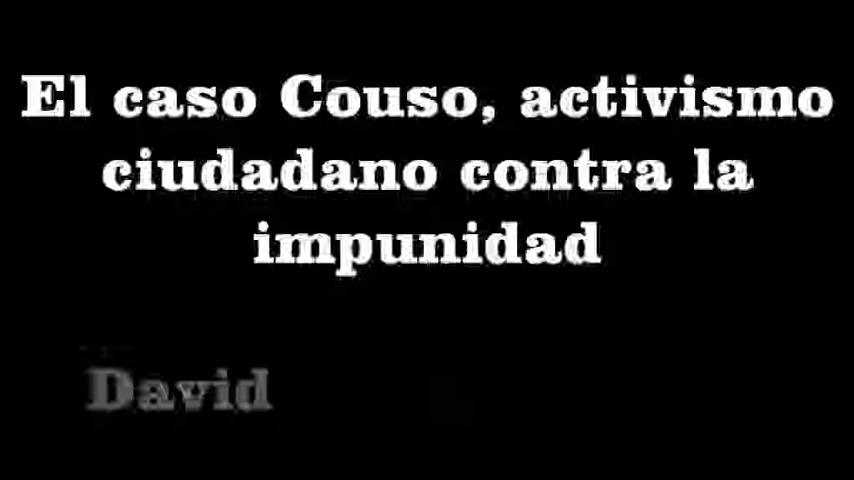 El caso Couso, activismo
ciudadano contra la
impunidad
David